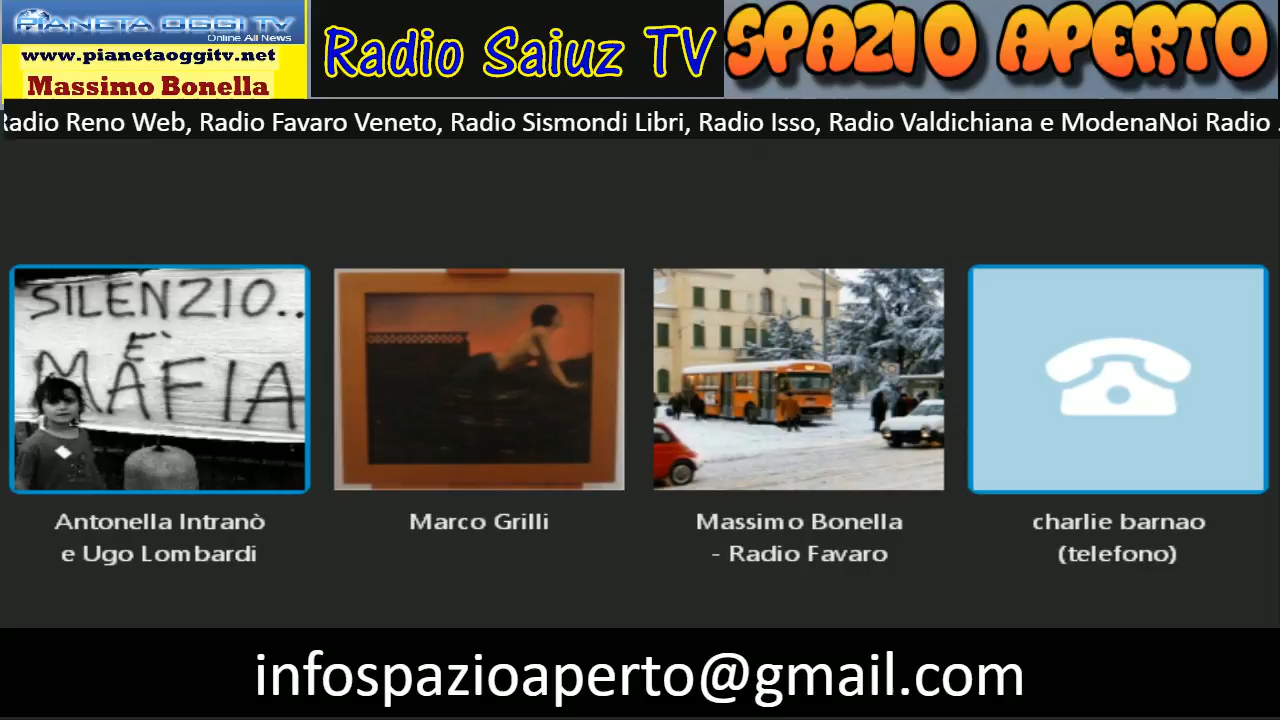 PIANETA OGGI TV
Online All News
www.pianetaoggitv.net
Massimo Bonella
Radio Saiuz TV
SPAZIO APERTO
Radio Reno Web, Radio Favaro Veneto, Radio Sismondi Libri, Radio Isso, Radio Valdichiana e ModenaNoi Radio
SILENZIO..
E'
MAFIA
Antonella Intranò
e Ugo Lombardi
Marco Grilli
Massimo Bonella
- Radio Favaro
charlie barnao
(telefono)
infospazioaperto@gmail.com